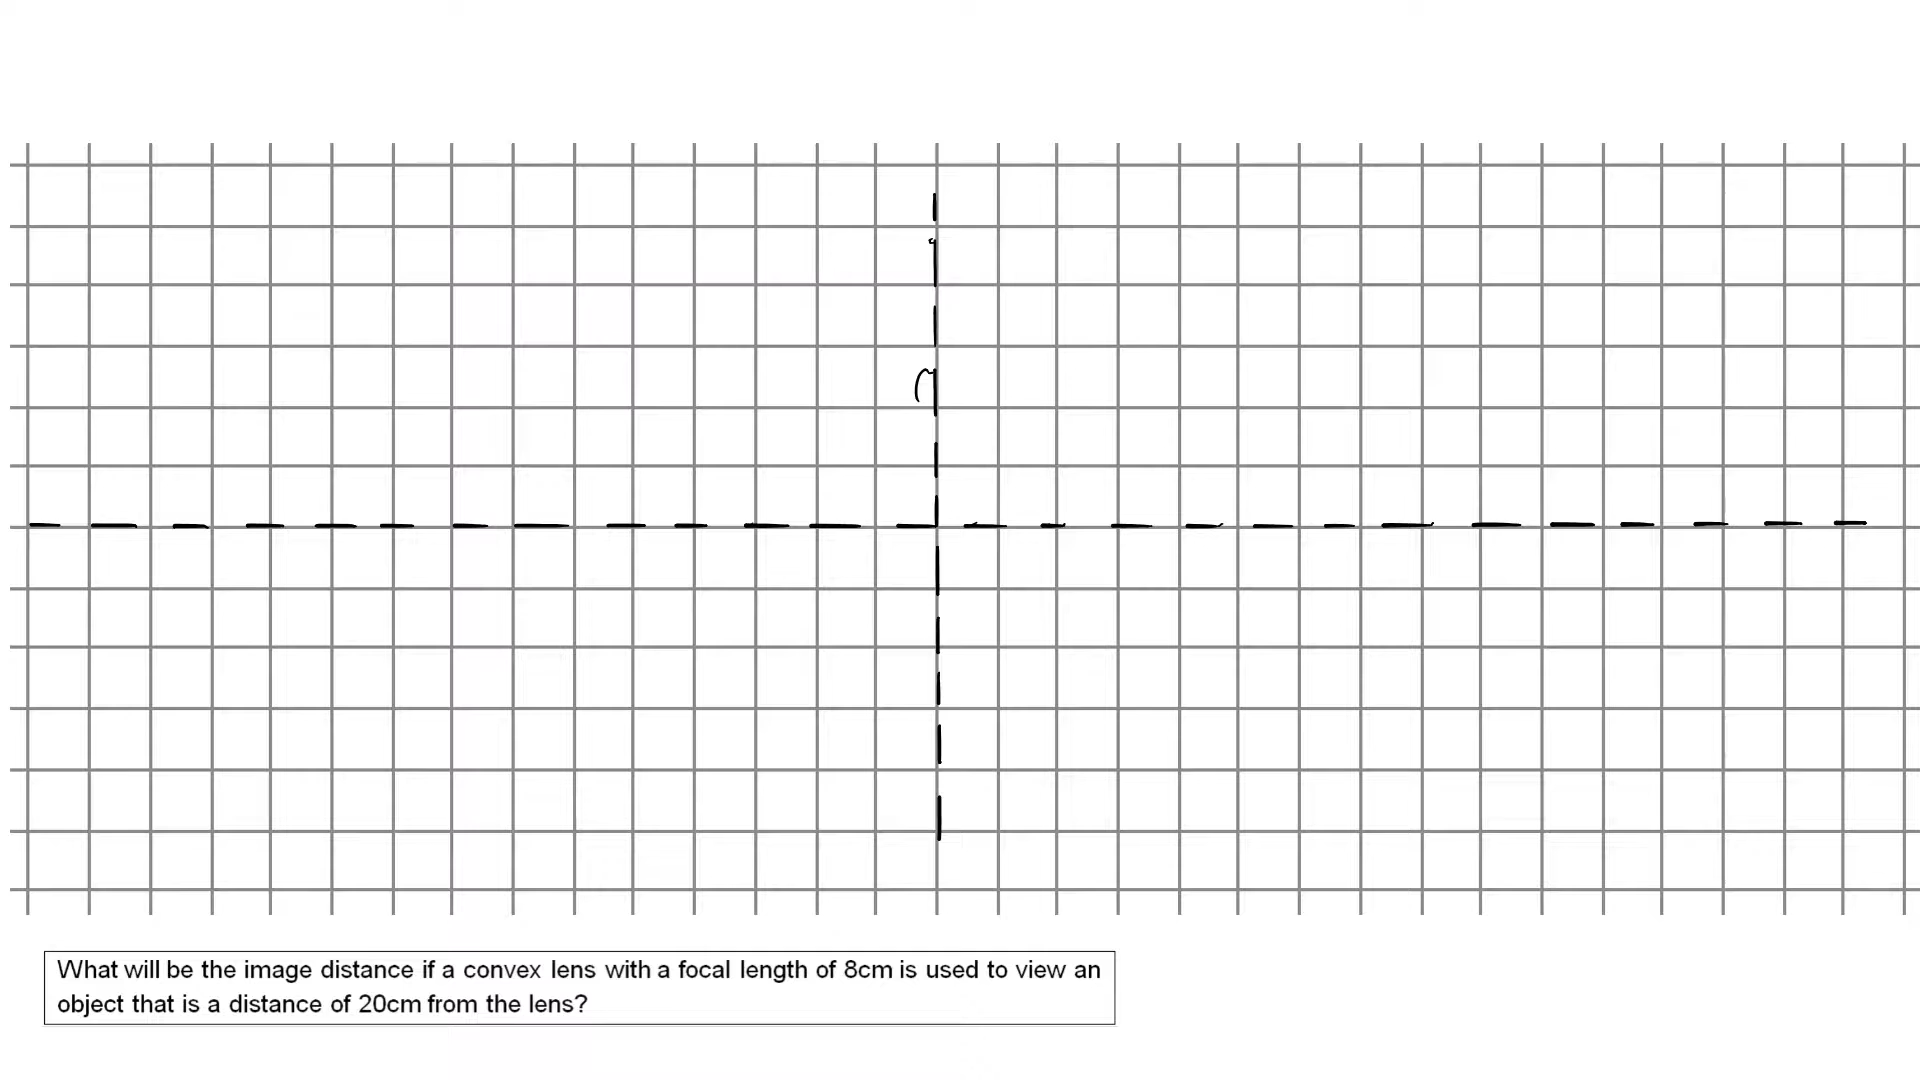 What will be the image distance if a convex lens with a focal length of 8cm is used to view an
object that is a distance of 20cm from the lens?